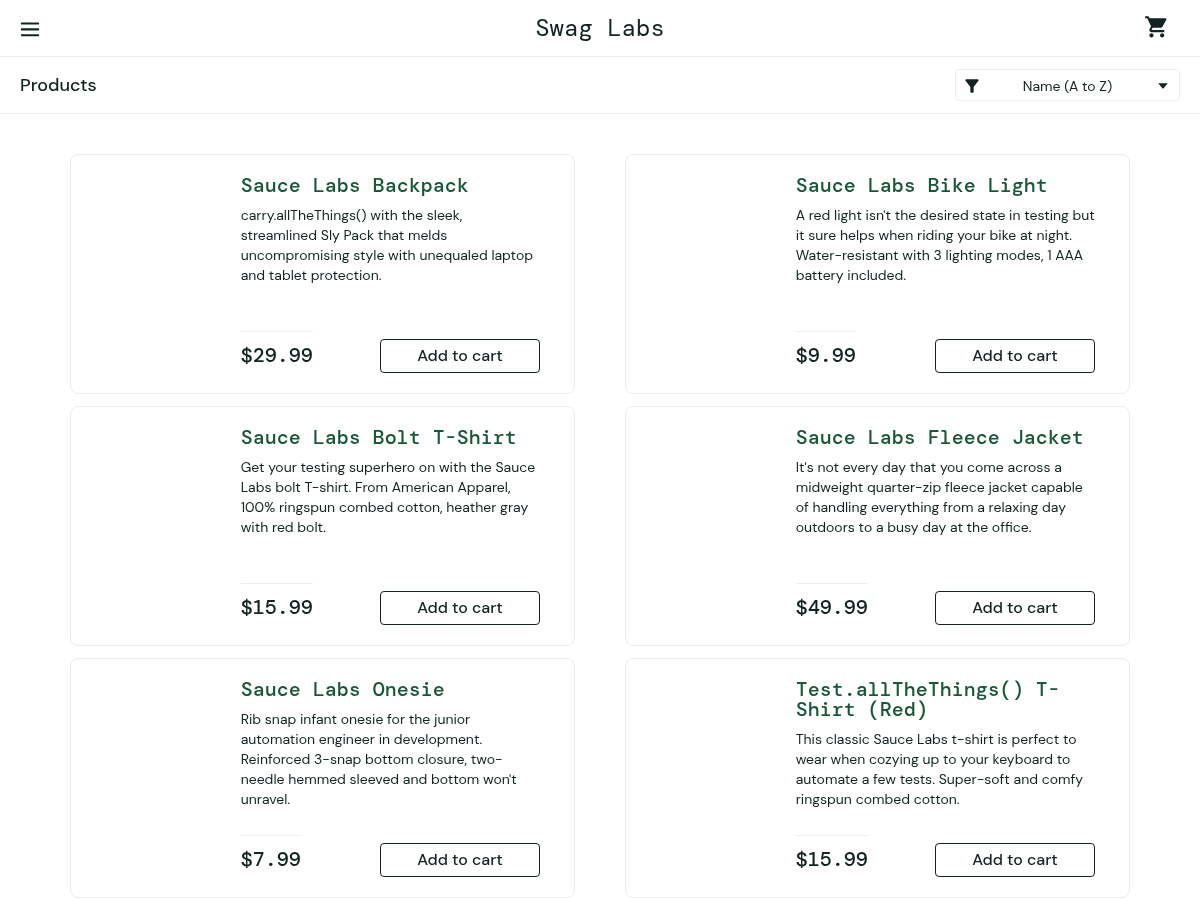 Swag Labs
Products
Name (A to Z)
Sauce Labs Backpack
carry.allTheThings() with the sleek,
streamlined Sly Pack that melds
uncompromising style with unequaled laptop
and tablet protection.
$29.99
Add to cart
Sauce Labs Bike Light
A red light isn't the desired state in testing but
it sure helps when riding your bike at night.
Water-resistant with 3 lighting modes, 1 AAA
battery included.
$9.99
Add to cart
Sauce Labs Bolt T-Shirt
Get your testing superhero on with the Sauce
Labs bolt T-shirt. From American Apparel,
100% ringspun combed cotton, heather gray
with red bolt.
$15.99
Add to cart
Sauce Labs Fleece Jacket
It's not every day that you come across a
midweight quarter-zip fleece jacket capable
of handling everything from a relaxing day
outdoors to a busy day at the office.
$49.99
Add to cart
Sauce Labs Onesie
Rib snap infant onesie for the junior
automation engineer in development.
Reinforced 3-snap bottom closure, two-
needle hemmed sleeved and bottom won't
unravel.
$7.99
Add to cart
Test.allTheThings() T-
Shirt (Red)
This classic Sauce Labs t-shirt is perfect to
wear when cozying up to your keyboard to
automate a few tests. Super-soft and comfy
ringspun combed cotton.
$15.99
Add to cart